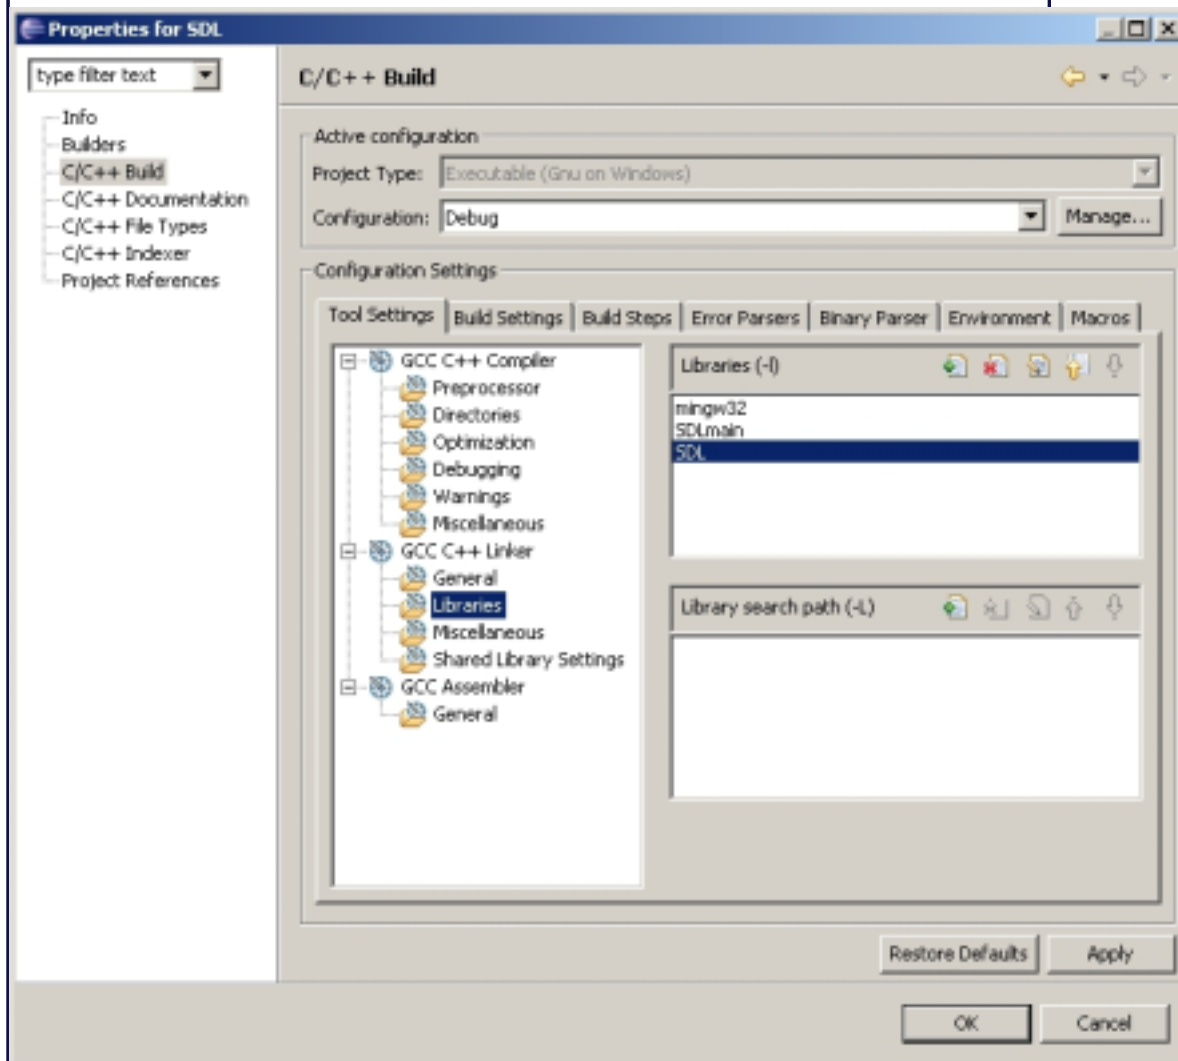 Properties for SDL
type filter text
Info
Builders
C/C++ Build
C/C++ Documentation
C/C++ File Types
C/C++ Indexer
Project References
C/C++ Build
Active configuration
Project Type: Executable (Gnu on Windows)
Configuration: Debug Manage...
Configuration Settings
Tool Settings Build Settings Build Steps Error Parsers Binary Parser Environment Macros
GCC C++ Compiler
Preprocessor
Directories
Optimization
Debugging
Warnings
Miscellaneous
GCC C++ Linker
General
Libraries
Miscellaneous
Shared Library Settings
GCC Assembler
General
Libraries (-l)
mingw32
SDLmain
SDL
Library search path (-L)
Restore Defaults Apply
OK Cancel